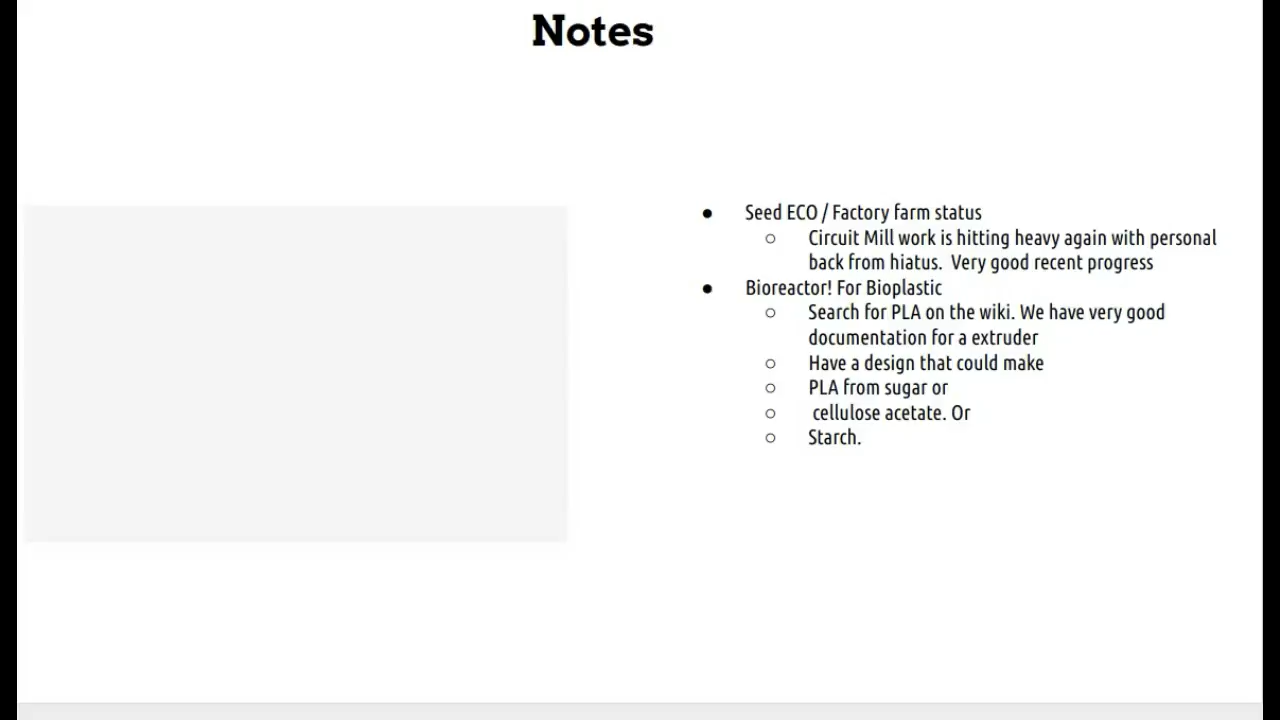 Notes
● Seed ECO / Factory farm status
○ Circuit Mill work is hitting heavy again with personal
back from hiatus.  Very good recent progress
● Bioreactor! For Bioplastic
○ Search for PLA on the wiki. We have very good
documentation for a extruder
○ Have a design that could make
○ PLA from sugar or
○ cellulose acetate. Or
○ Starch.